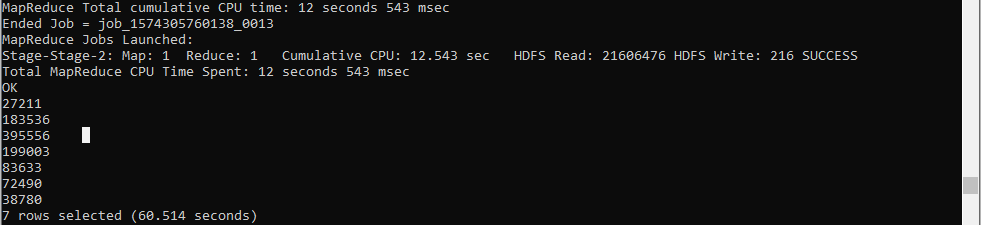 MapReduce Total cumulative CPU time: 12 seconds 543 msec
Ended Job = job_1574305760138_0013
MapReduce Jobs Launched:
Stage-Stage-2: Map: 1  Reduce: 1   Cumulative CPU: 12.543 sec   HDFS Read: 21606476 HDFS Write: 216 SUCCESS
Total MapReduce CPU Time Spent: 12 seconds 543 msec
OK
27211
183536
395556
199003
83633
72490
38780
7 rows selected (60.514 seconds)